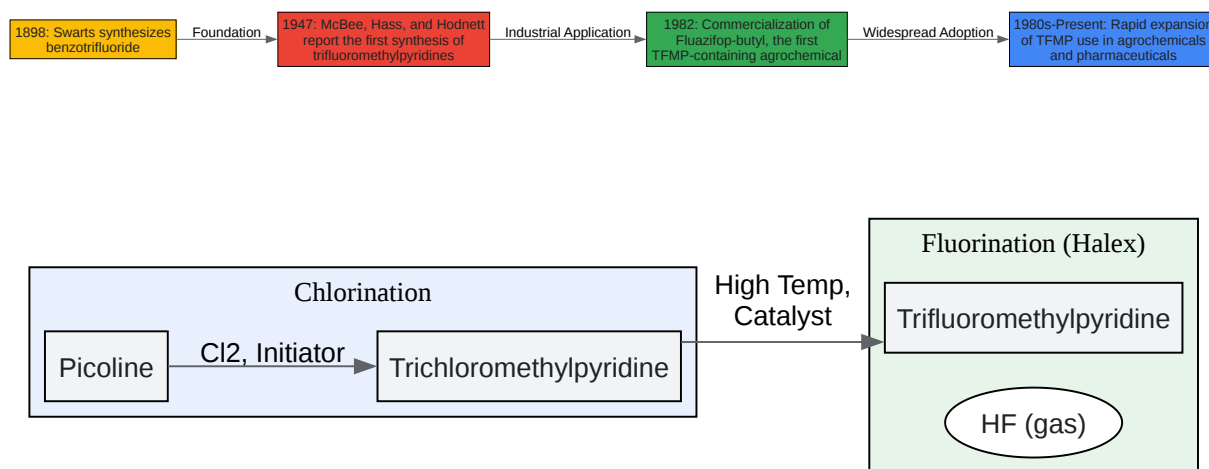 1898: Swarts synthesizes
benzotrifluoride
Foundation
1947: McBee, Hass, and Hodnett
report the first synthesis of
trifluoromethylpyridines
Industrial Application
1982: Commercialization of
Fluazifop-butyl, the first
TFMP-containing agrochemical
Widespread Adoption
1980s-Present: Rapid expansion
of TFMP use in agrochemicals
and pharmaceuticals
Chlorination
Picoline
Cl2, Initiator
Trichloromethylpyridine
High Temp,
Catalyst
Fluorination (Halex)
Trifluoromethylpyridine
HF (gas)